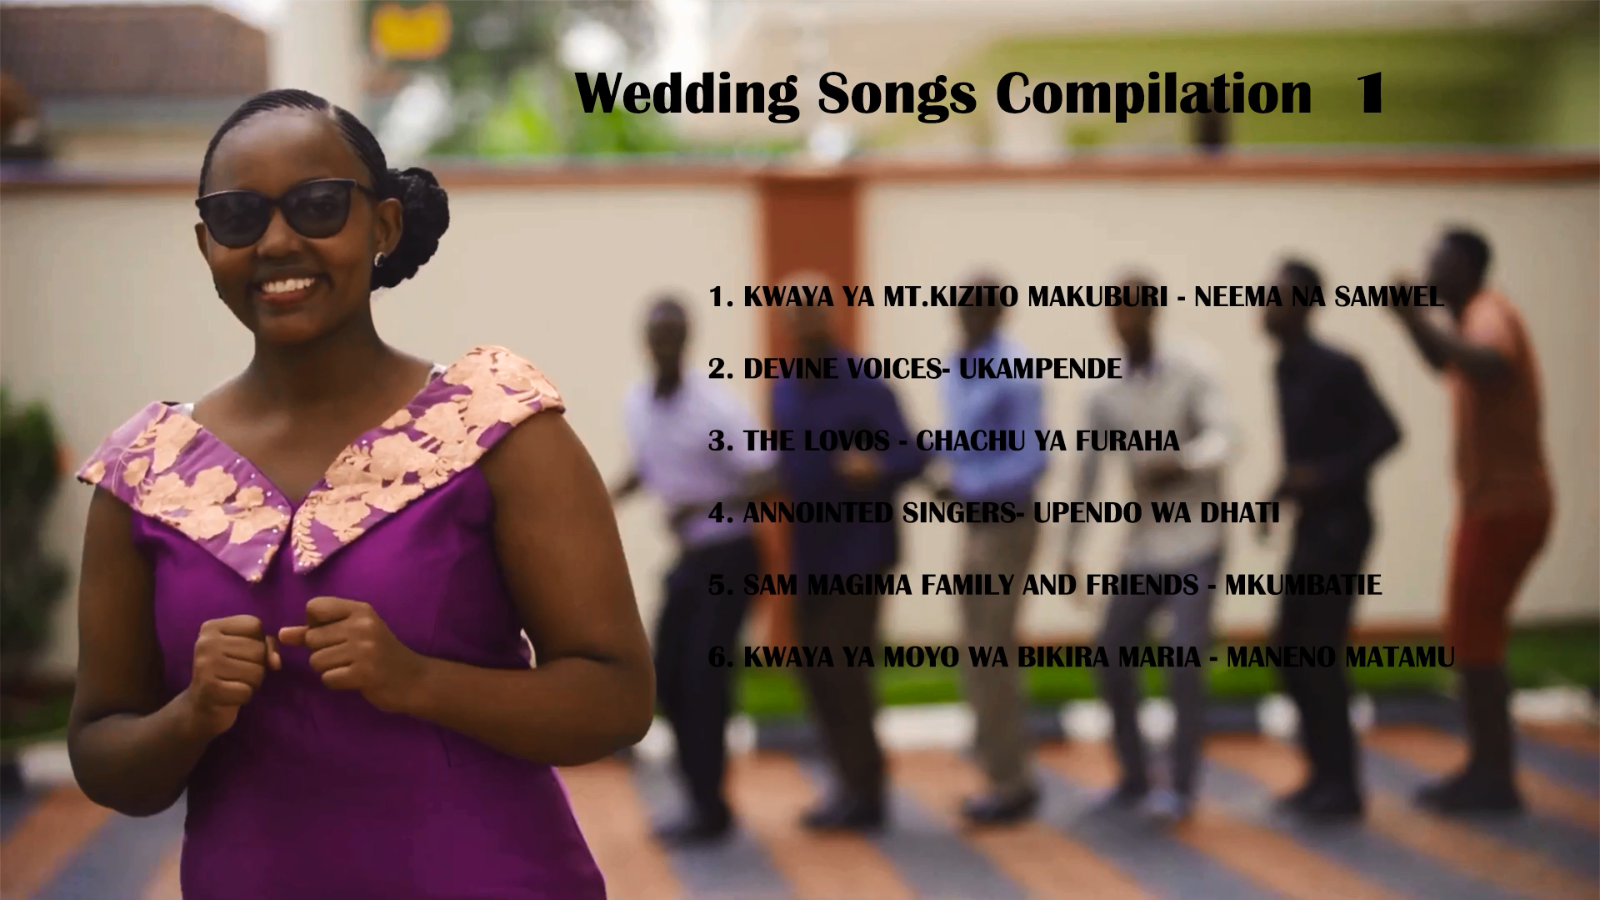 Wedding Songs Compilation 1
1. KWAYA YA MT.KIZITO MAKUBURI - NEEMA NA SAMWEL
2. DEVINE VOICES- UKAMPENDE
3. THE LOVOS - CHACHU YA FURAHA
4. ANNOINTED SINGERS- UPENDO WA DHATI
5. SAM MAGIMA FAMILY AND FRIENDS - MKUMBATIE
6. KWAYA YA MOYO WA BIKIRA MARIA - MANENO MATAMU